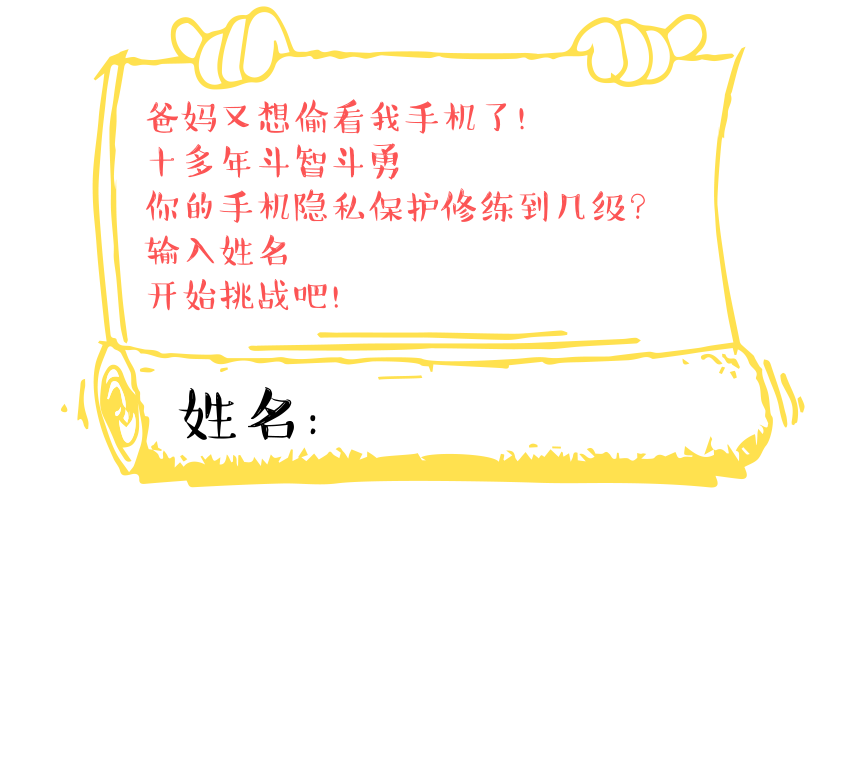 爸妈又想偷看我手机了!
十多年斗智斗勇
你的手机隐私保护修练到几级?
输入姓名
开始挑战吧!
姓名: